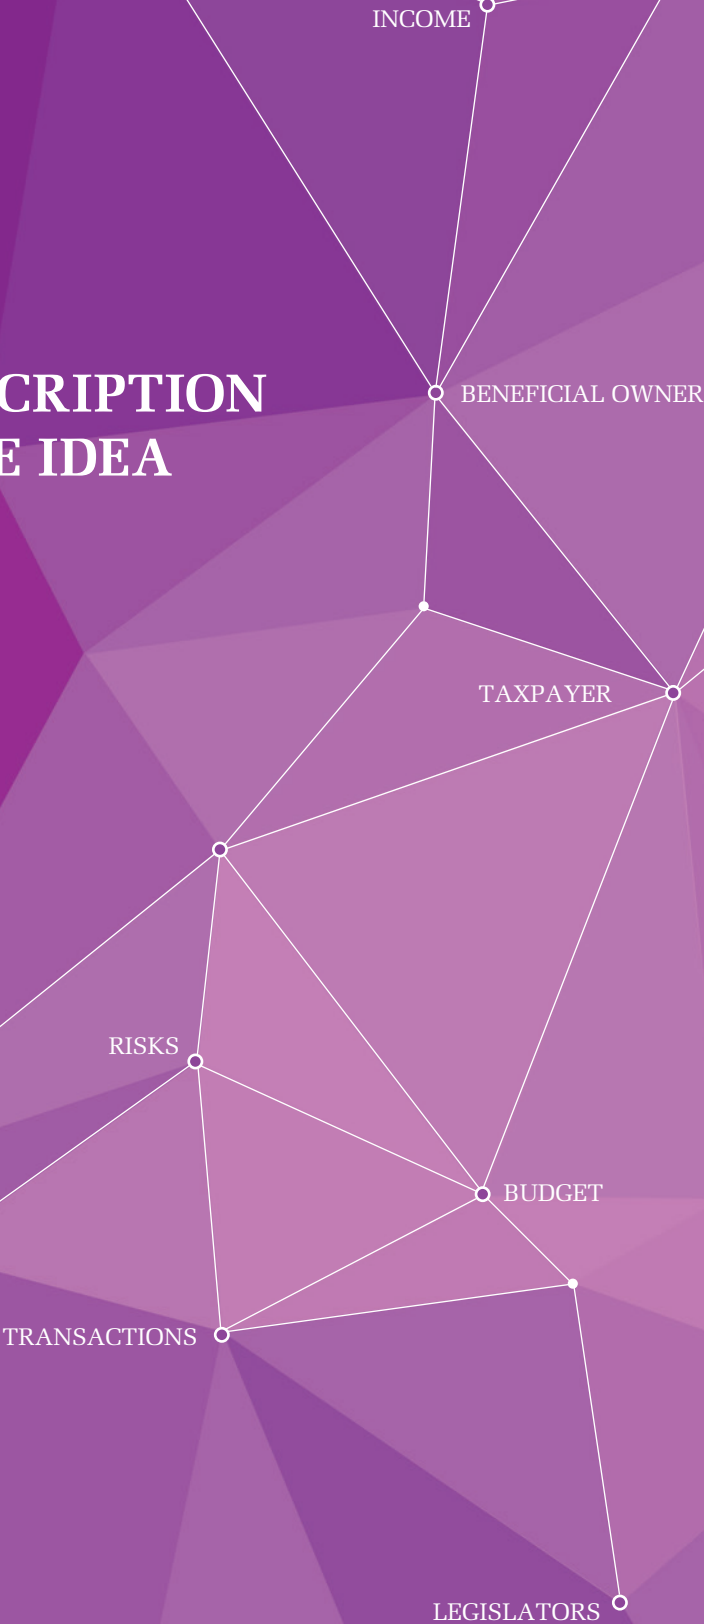 INCOME
CRIPTION
E IDEA
BENEFICIAL OWNER
TAXPAYER
RISKS
BUDGET
TRANSACTIONS
LEGISLATORS